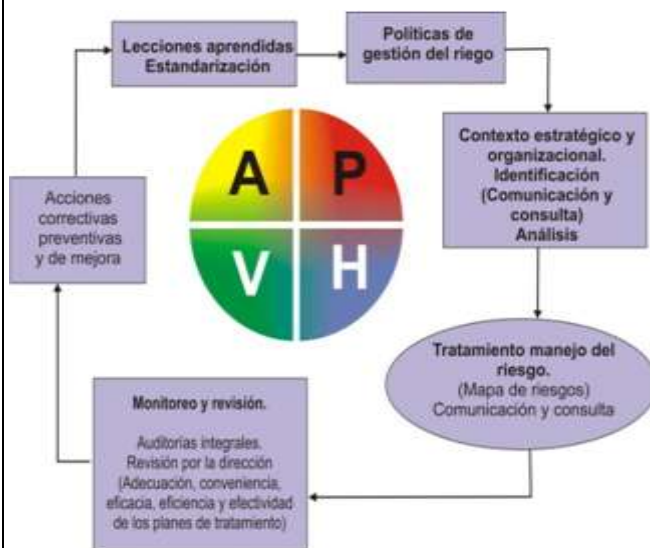 Lecciones aprendidas
Estandarización
Políticas de
gestión del riego
Contexto estratégico y
organizacional.
Identificación
(Comunicación y
consulta)
Análisis
Tratamiento manejo del
riesgo.
(Mapa de riesgos)
Comunicación y consulta
Monitoreo y revisión.
Auditorías integrales.
Revisión por la dirección
(Adecuación, conveniencia,
eficacia, eficiencia y efectividad
de los planes de tratamiento)
Acciones
correctivas
preventivas
y de mejora
A P
V H